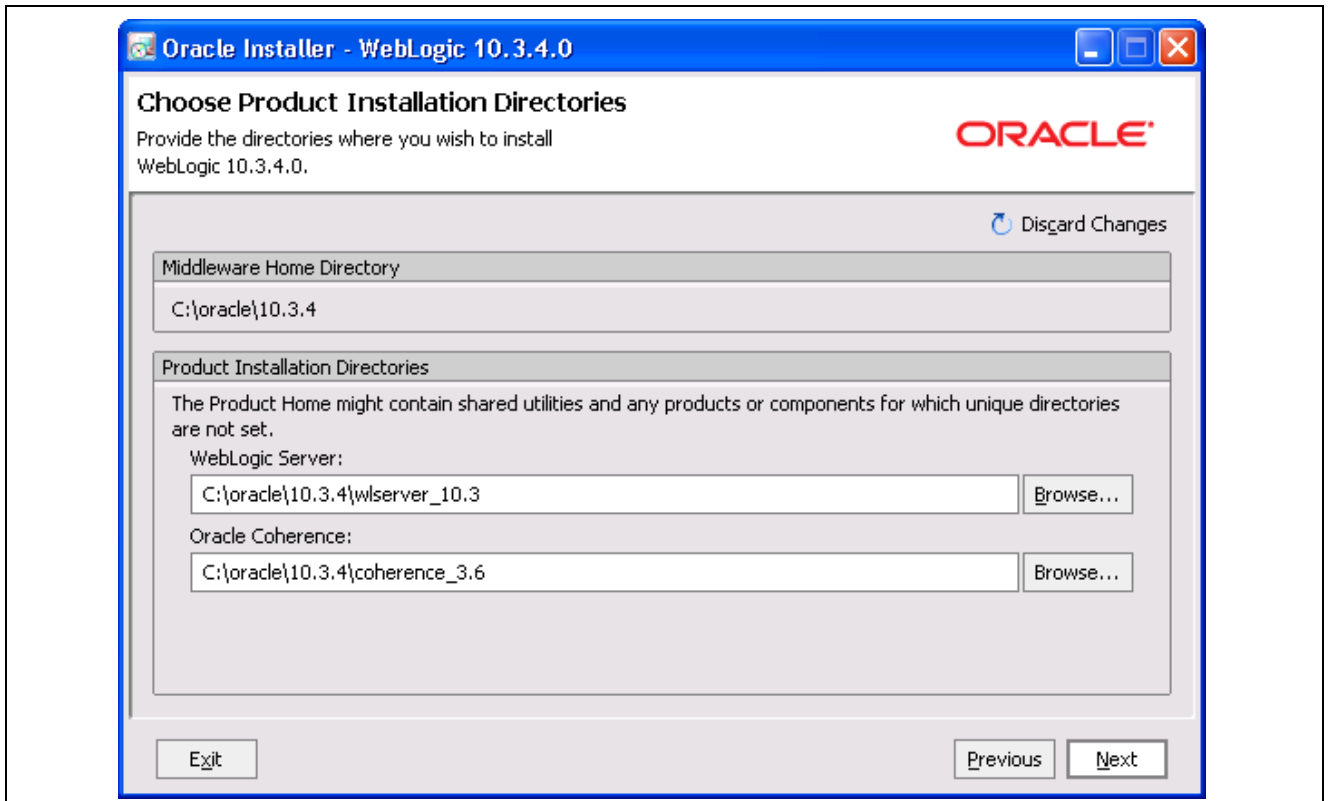 Oracle Installer - WebLogic 10.3.4.0
Choose Product Installation Directories
Provide the directories where you wish to install
WebLogic 10.3.4.0.
ORACLE
Discard Changes
Middleware Home Directory
C:\oracle\10.3.4
Product Installation Directories
The Product Home might contain shared utilities and any products or components for which unique directories
are not set.
WebLogic Server:
C:\oracle\10.3.4\wlserver_10.3
Browse...
Oracle Coherence:
C:\oracle\10.3.4\coherence_3.6
Browse...
Exit
Previous
Next